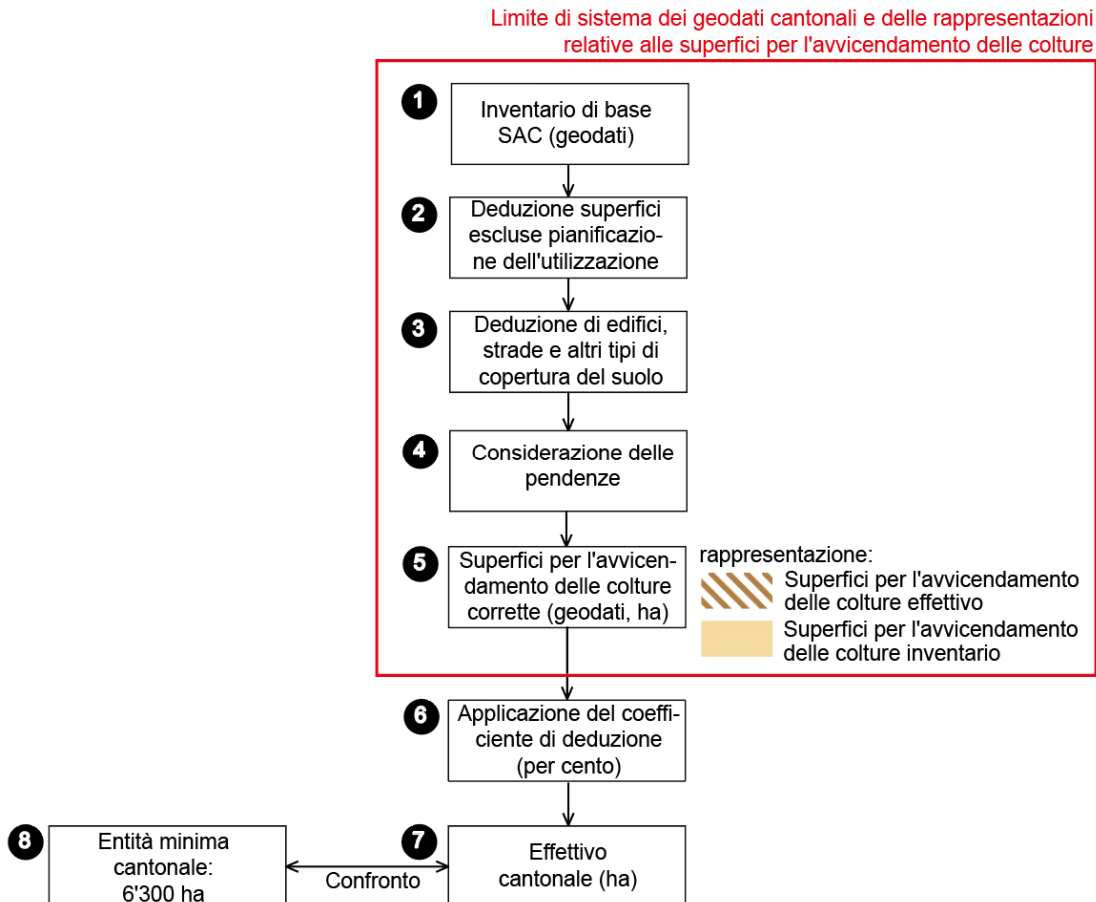 Limite di sistema dei geodati cantonali e delle rappresentazioni
relative alle superfici per l'avvicendamento delle colture
1
Inventario di base
SAC (geodati)
2
Deduzione superfici
escluse pianificazio-
ne dell'utilizzazione
3
Deduzione di edifici,
strade e altri tipi di
copertura del suolo
4
Considerazione delle
pendenze
5
Superfici per l'avvicen-
damento delle colture
corrette (geodati, ha)
rappresentazione:
Superfici per l'avvicendamento
delle colture effettivo
Superfici per l'avvicendamento
delle colture inventario
6
Applicazione del coeffi-
ciente di deduzione
(per cento)
8
Entità minima
cantonale:
6'300 ha
Confronto
7
Effettivo
cantonale (ha)